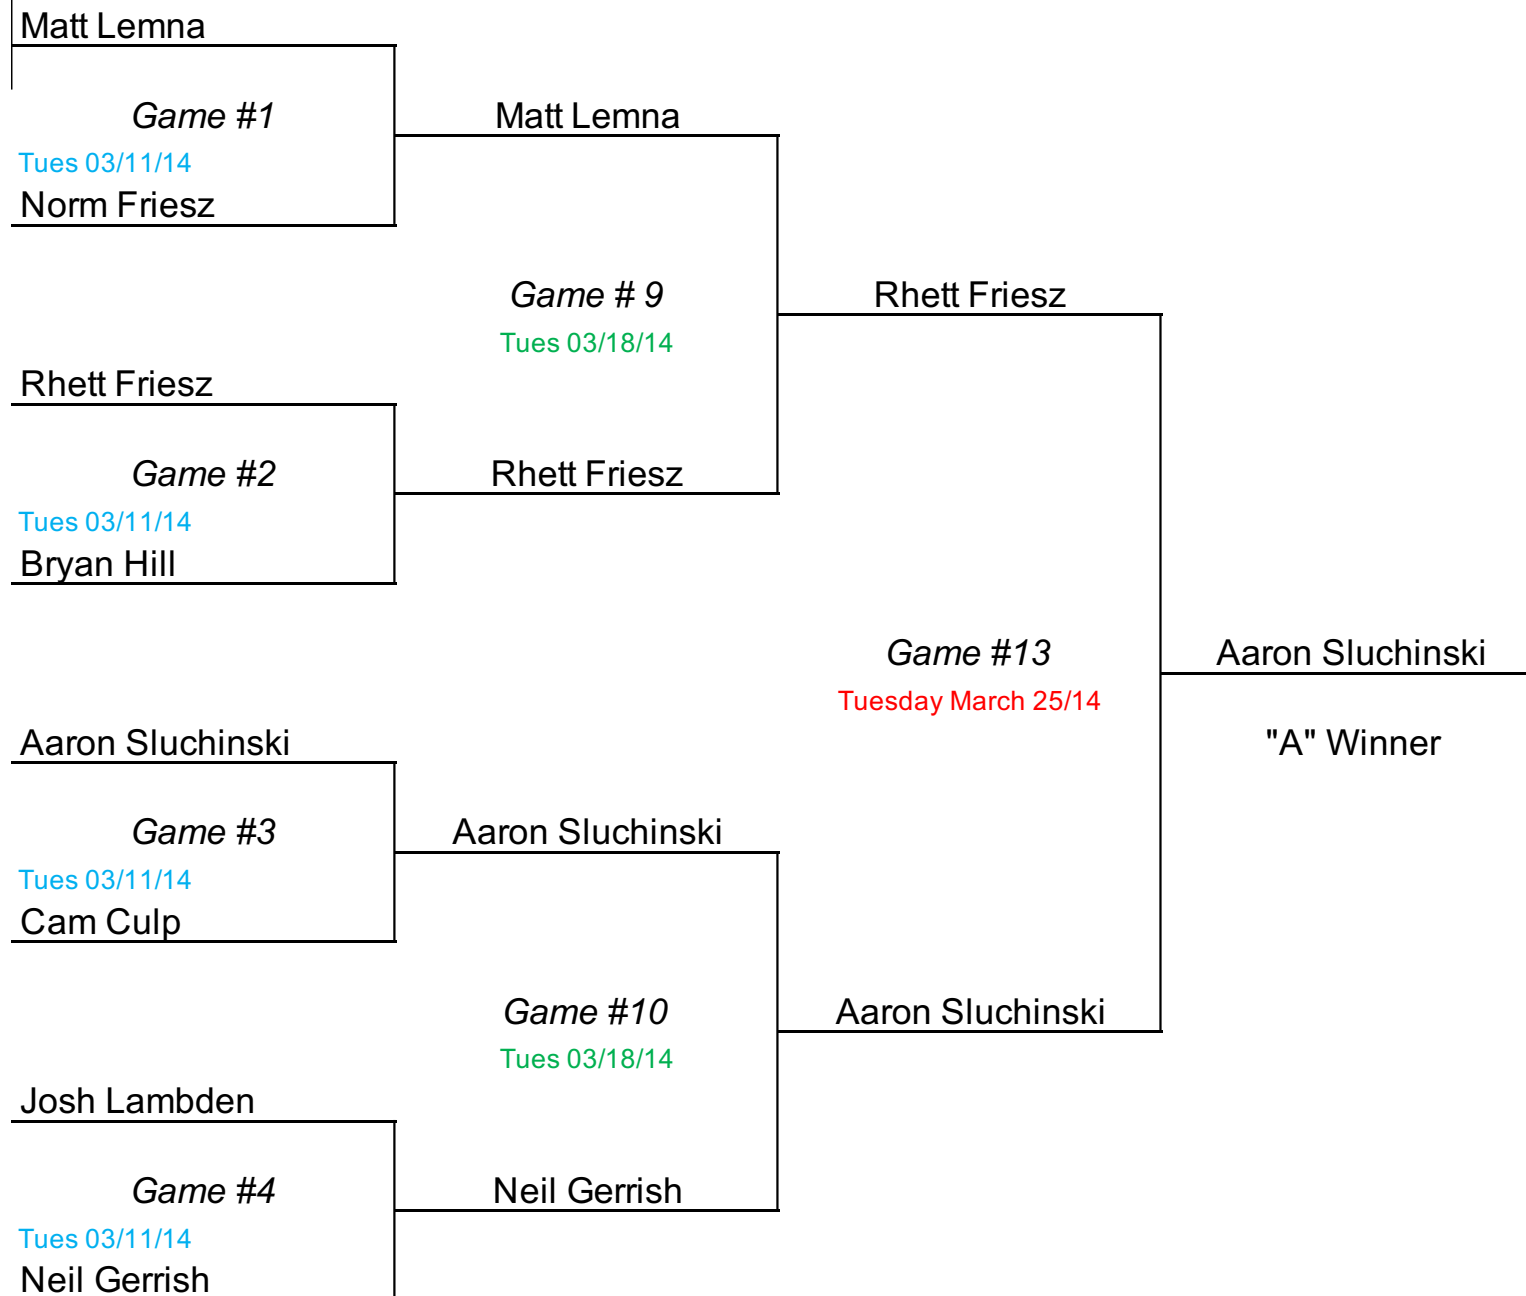 Matt Lemna
Game #1
Matt Lemna
Tues 03/11/14
Norm Friesz
Game # 9
Rhett Friesz
Tues 03/18/14
Rhett Friesz
Game #2
Rhett Friesz
Tues 03/11/14
Bryan Hill
Game #13
Aaron Sluchinski
Tuesday March 25/14
Aaron Sluchinski
"A" Winner
Game #3
Aaron Sluchinski
Tues 03/11/14
Cam Culp
Game #10
Aaron Sluchinski
Tues 03/18/14
Josh Lambden
Game #4
Neil Gerrish
Tues 03/11/14
Neil Gerrish